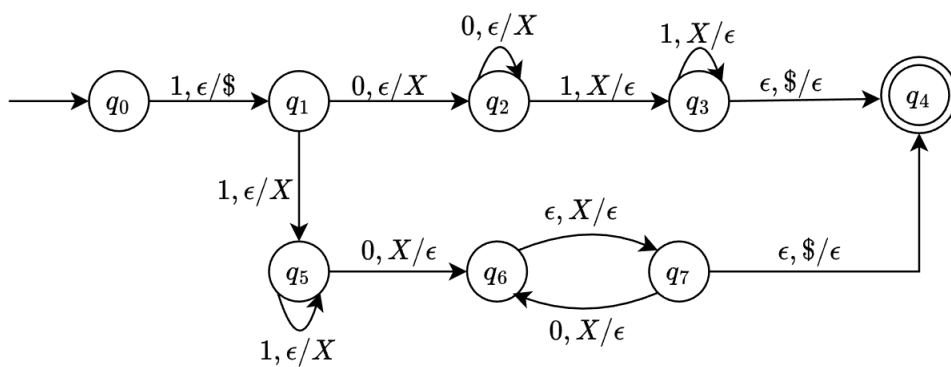 0, ϵ/X
1, X/ϵ
q0
1, ϵ/$
q1
0, ϵ/X
q2
1, X/ϵ
q3
ϵ, $/ϵ
q4
1, ϵ/X
q5
0, X/ϵ
q6
ϵ, X/ϵ
q7
ϵ, $/ϵ
0, X/ϵ
1, ϵ/X